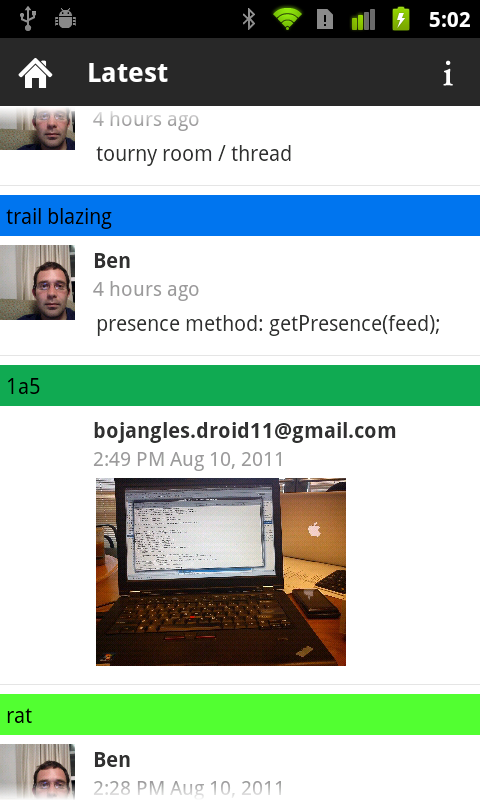 5:02
Latest
4 hours ago
tourny room / thread
trail blazing
Ben
4 hours ago
presence method: getPresence(feed);
1a5
bojangles.droid11@gmail.com
2:49 PM Aug 10, 2011
rat
Ben
2:28 PM Aug 10, 2011